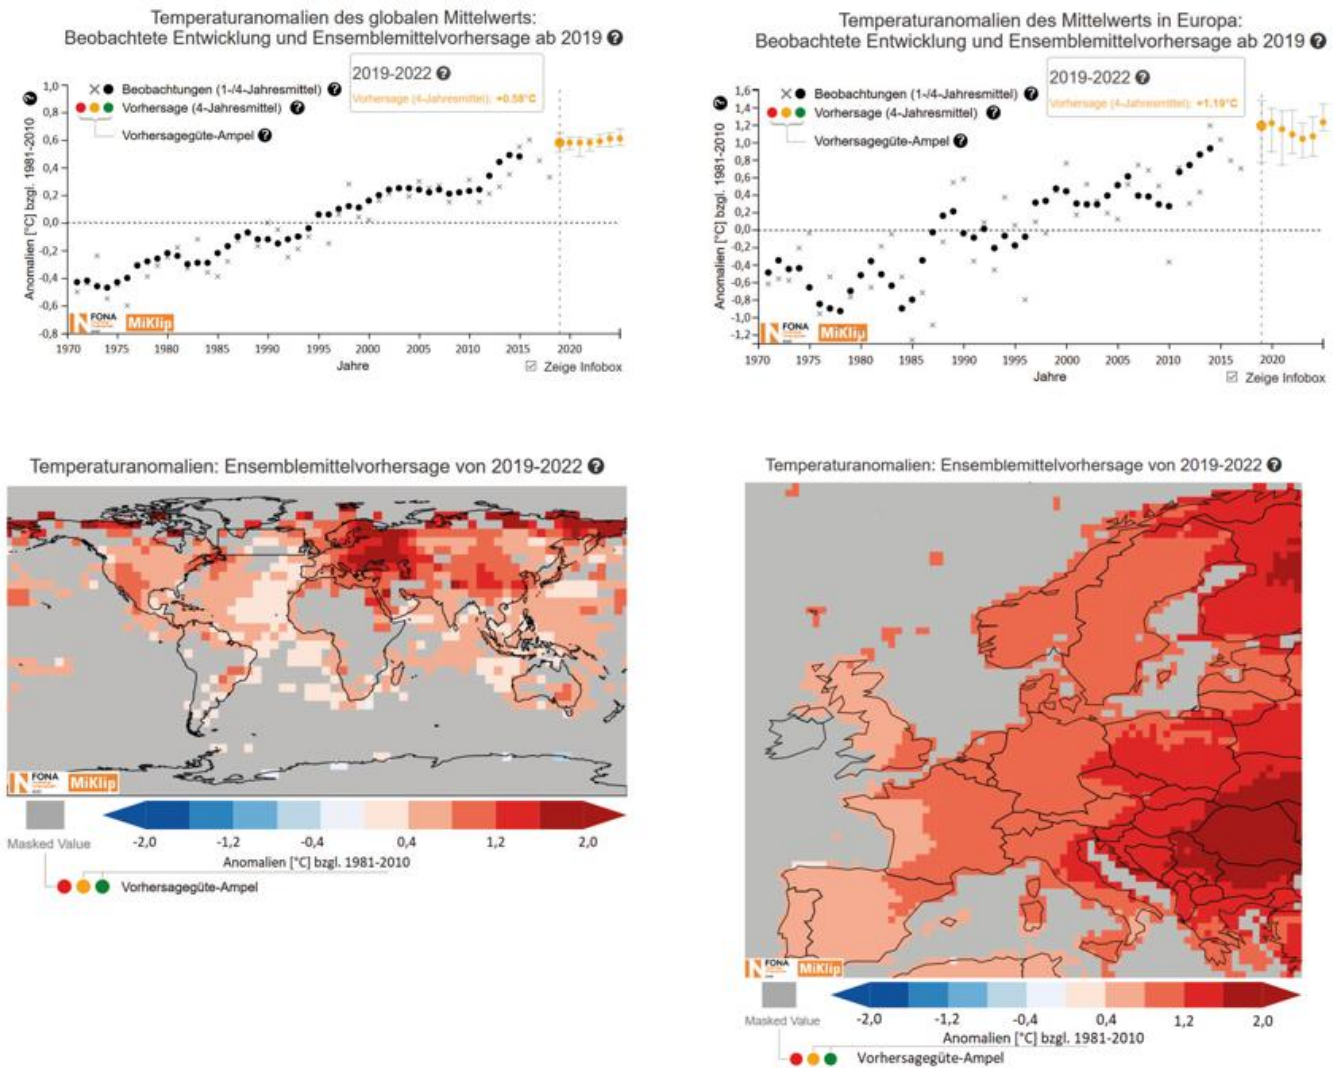 Temperaturanomalien des globalen Mittelwerts:
Beobachtete Entwicklung und Ensemblemittelvorhersage ab 2019 ?
2019-2022 ?
Vorhersage (4-Jahresmittel): +0.58°C
Beobachtungen (1-/4-Jahresmittel) ?
Vorhersage (4-Jahresmittel) ?
Vorhersagegüte-Ampel ?
Anomalien [°C] bzgl. 1981-2010 ?
1,0
0,8
0,6
0,4
0,2
0,0
-0,2
-0,4
-0,6
-0,8
N FONA
MiKlip
1970 1975 1980 1985 1990 1995 2000 2005 2010 2015 2020
Jahre
Zeige Infobox
Temperaturanomalien des Mittelwerts in Europa:
Beobachtete Entwicklung und Ensemblemittelvorhersage ab 2019 ?
2019-2022 ?
Vorhersage (4-Jahresmittel): +1.19°C
Beobachtungen (1-/4-Jahresmittel) ?
Vorhersage (4-Jahresmittel) ?
Vorhersagegüte-Ampel ?
Anomalien [°C] bzgl. 1981-2010 ?
1,6
1,4
1,2
1,0
0,8
0,6
0,4
0,2
0,0
-0,2
-0,4
-0,6
-0,8
-1,0
-1,2
N FONA
MiKlip
1970 1975 1980 1985 1990 1995 2000 2005 2010 2015 2020
Jahre
Zeige Infobox
Temperaturanomalien: Ensemblemittelvorhersage von 2019-2022 ?
N FONA
MiKlip
-2,0 -1,2 -0,4 0,4 1,2 2,0
Masked Value
Anomalien [°C] bzgl. 1981-2010
Vorhersagegüte-Ampel
Temperaturanomalien: Ensemblemittelvorhersage von 2019-2022 ?
N FONA
MiKlip
-2,0 -1,2 -0,4 0,4 1,2 2,0
Masked Value
Anomalien [°C] bzgl. 1981-2010
Vorhersagegüte-Ampel